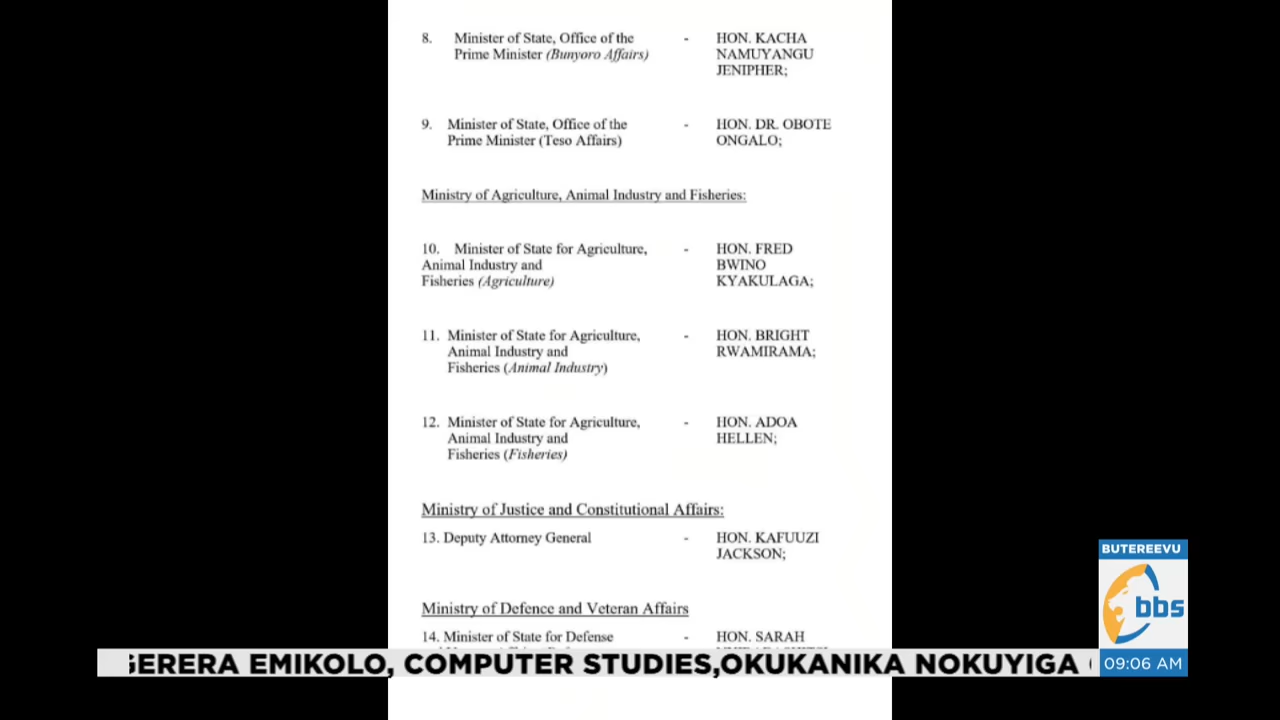 8. Minister of State, Office of the - HON. KACHA
Prime Minister (Bunyoro Affairs) NAMUYANGU
JENIPHER;
9. Minister of State, Office of the - HON. DR. OBOTE
Prime Minister (Teso Affairs) ONGALO;
Ministry of Agriculture, Animal Industry and Fisheries:
10. Minister of State for Agriculture, - HON. FRED
Animal Industry and BWINO
Fisheries (Agriculture) KYAKULAGA;
11. Minister of State for Agriculture, - HON. BRIGHT
Animal Industry and RWAMIRAMA;
Fisheries (Animal Industry)
12. Minister of State for Agriculture, - HON. ADOA
Animal Industry and HELLEN;
Fisheries (Fisheries)
Ministry of Justice and Constitutional Affairs:
13. Deputy Attorney General - HON. KAFUUZI
JACKSON;
Ministry of Defence and Veteran Affairs
14. Minister of State for Defense - HON. SARAH
BUTEREEVU
bbs
09:06 AM
GERERA EMIKOLO, COMPUTER STUDIES,OKUKANIKA NOKUYIGA